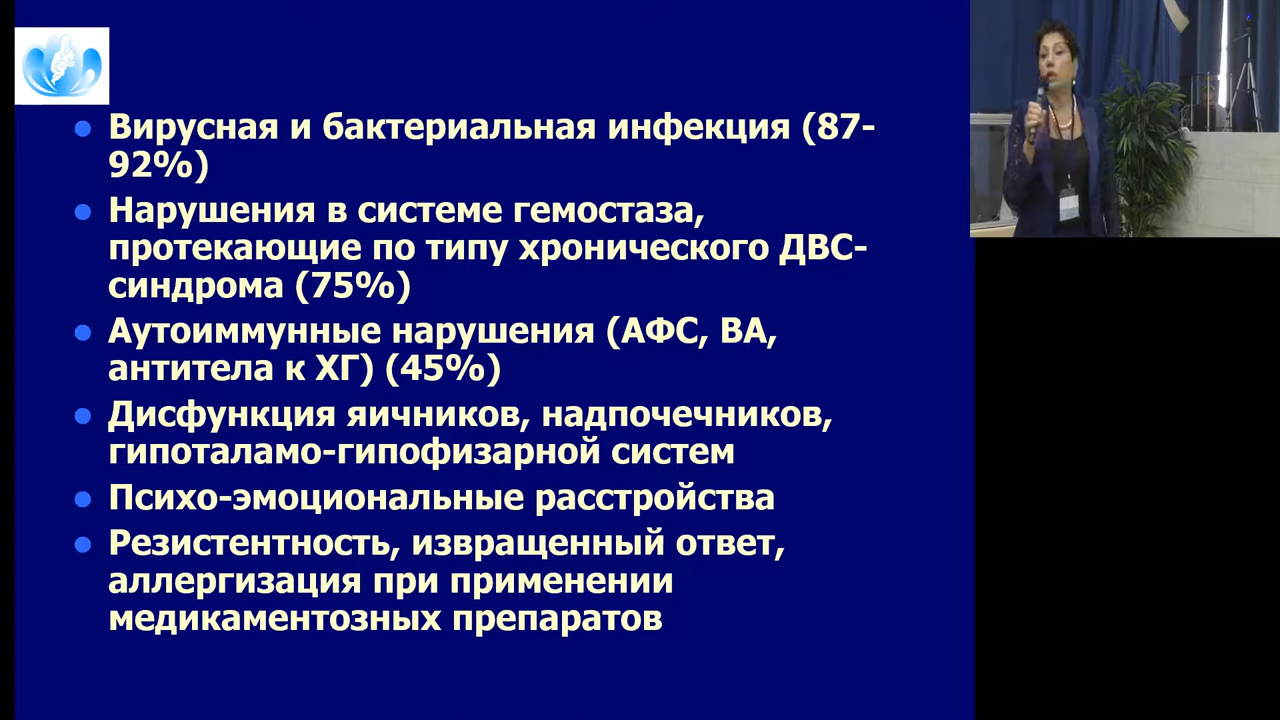 Вирусная и бактериальная инфекция (87-
92%)
Нарушения в системе гемостаза,
протекающие по типу хронического ДВС-
синдрома (75%)
Аутоиммунные нарушения (АФС, ВА,
антитела к ХГ) (45%)
Дисфункция яичников, надпочечников,
гипоталамо-гипофизарной систем
Психо-эмоциональные расстройства
Резистентность, извращенный ответ,
аллергизация при применении
медикаментозных препаратов